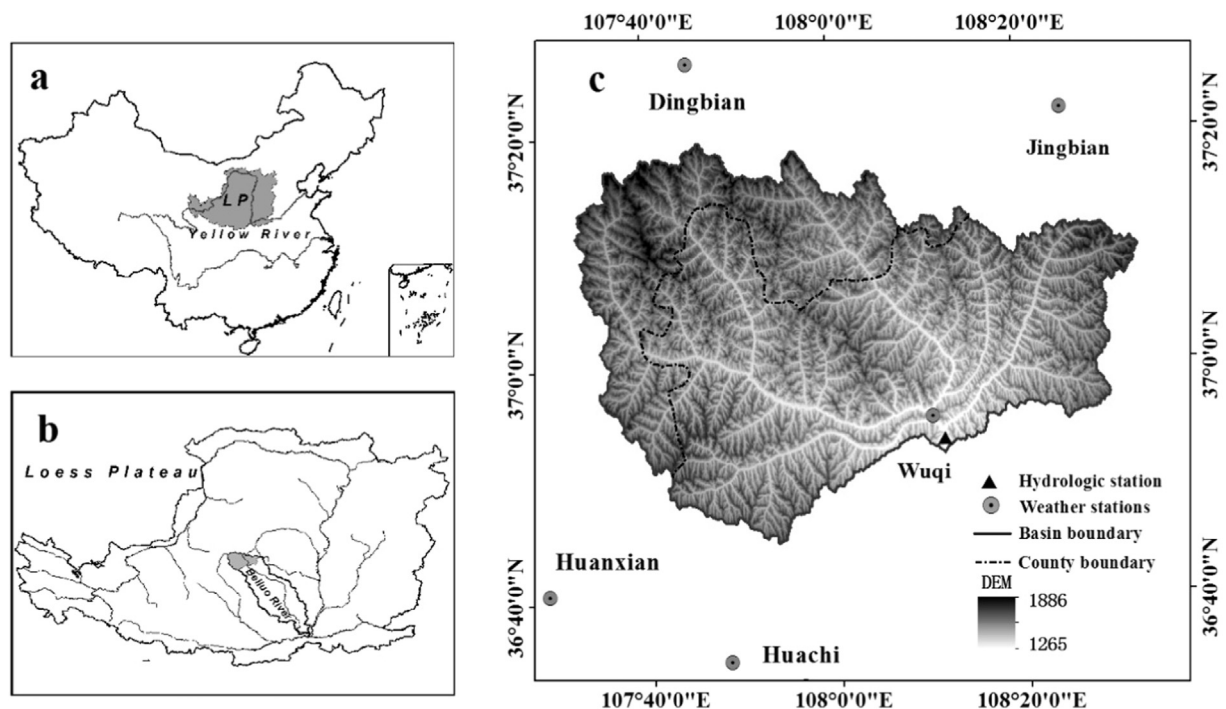 a
L P
Yellow River
b
Loess Plateau
Beiluo River
107°40'0"E 108°0'0"E 108°20'0"E
c
Dingbian
Jingbian
37°20'0"N
37°20'0"N
37°0'0"N
37°0'0"N
Wuqi
Hydrologic station
Weather stations
Basin boundary
County boundary
DEM
1886
1265
Huanxian
Huachi
36°40'0"N
36°40'0"N
107°40'0"E 108°0'0"E 108°20'0"E